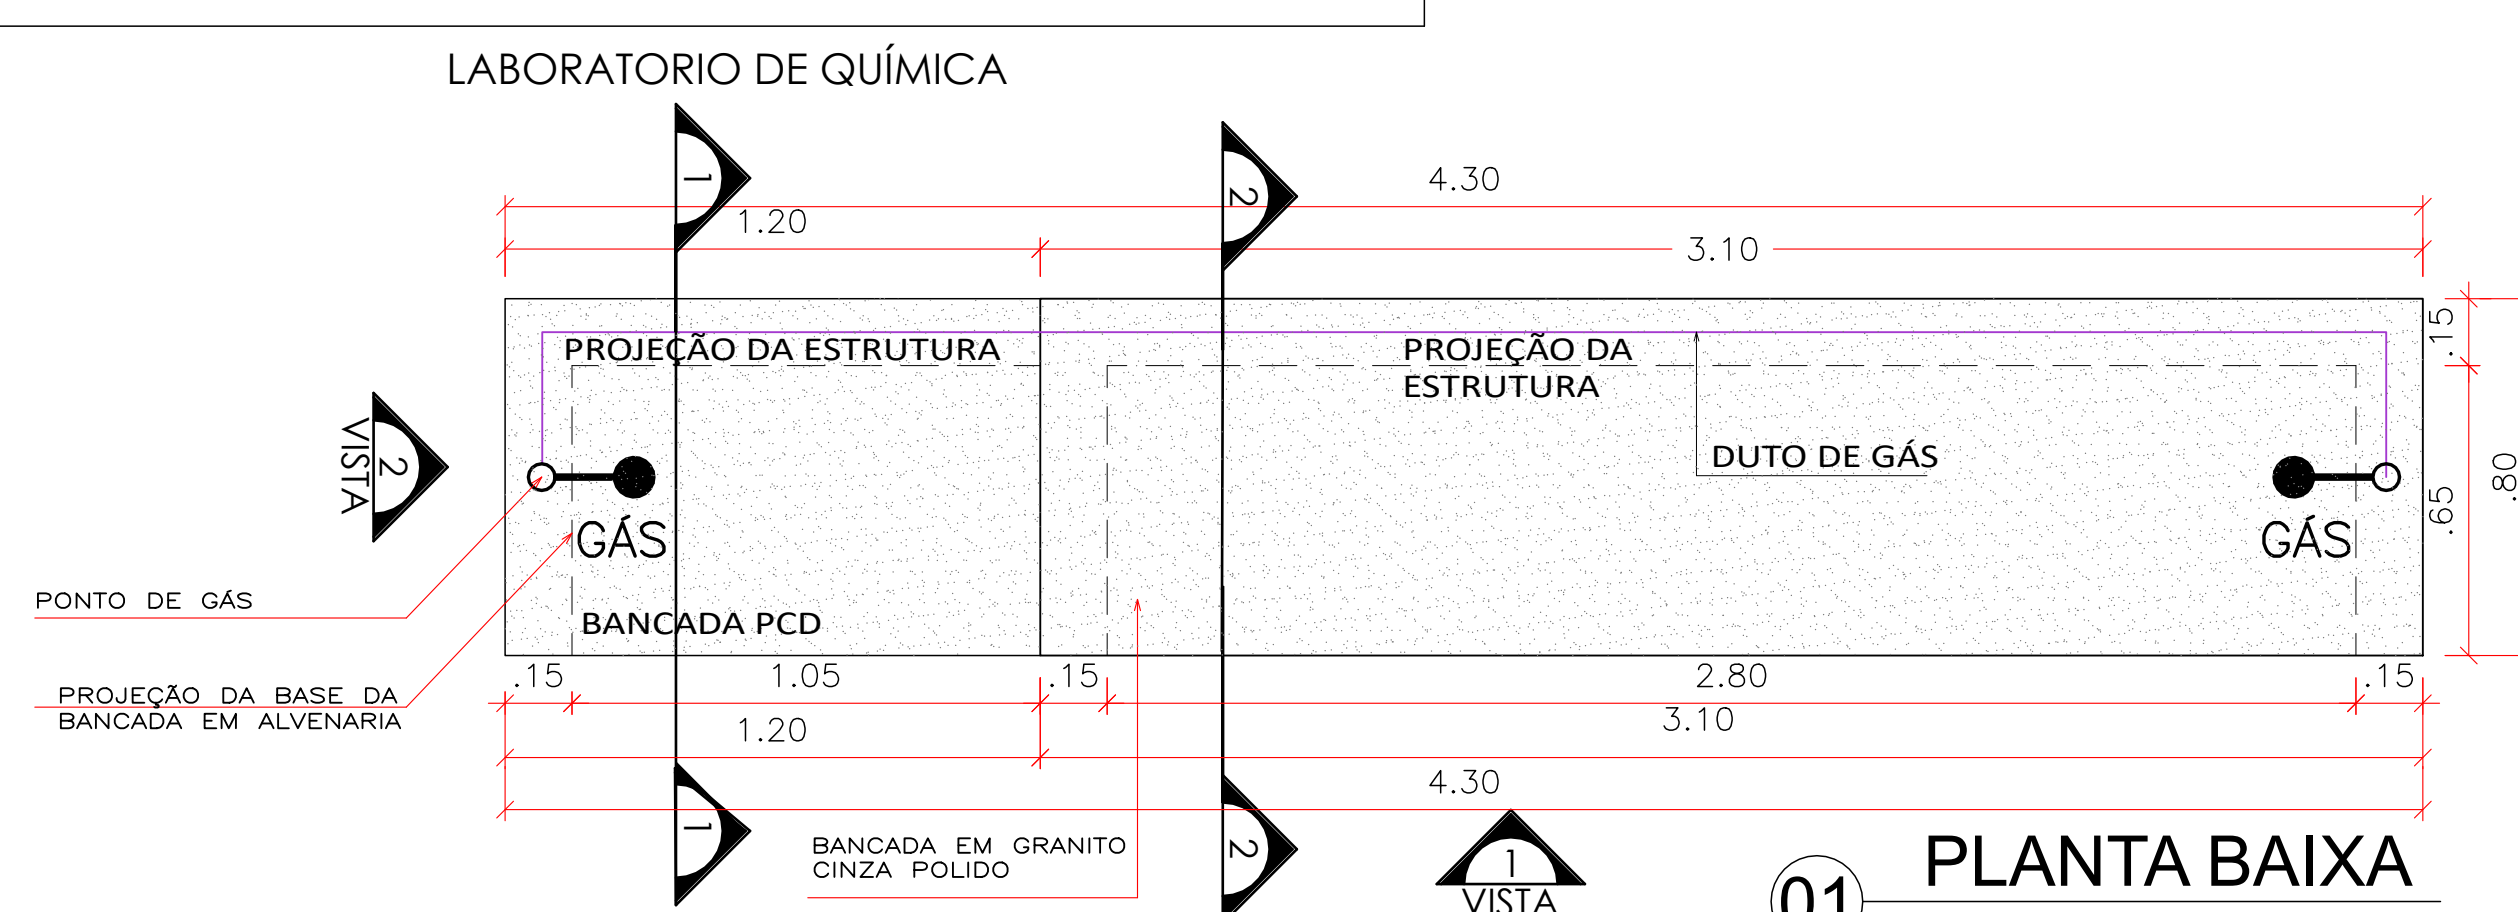 LABORATORIO DE QUÍMICA
1
2
4.30
1.20
3.10
PROJEÇÃO DA ESTRUTURA
PROJEÇÃO DA
ESTRUTURA
.15
DUTO DE GÁS
.80
.65
VISTA
2
GÁS
GÁS
PONTO DE GÁS
BANCADA PCD
.15
1.05
.15
2.80
.15
PROJEÇÃO DA BASE DA
BANCADA EM ALVENARIA
1.20
3.10
4.30
1
2
BANCADA EM GRANITO
CINZA POLIDO
1
VISTA
01
PLANTA BAIXA